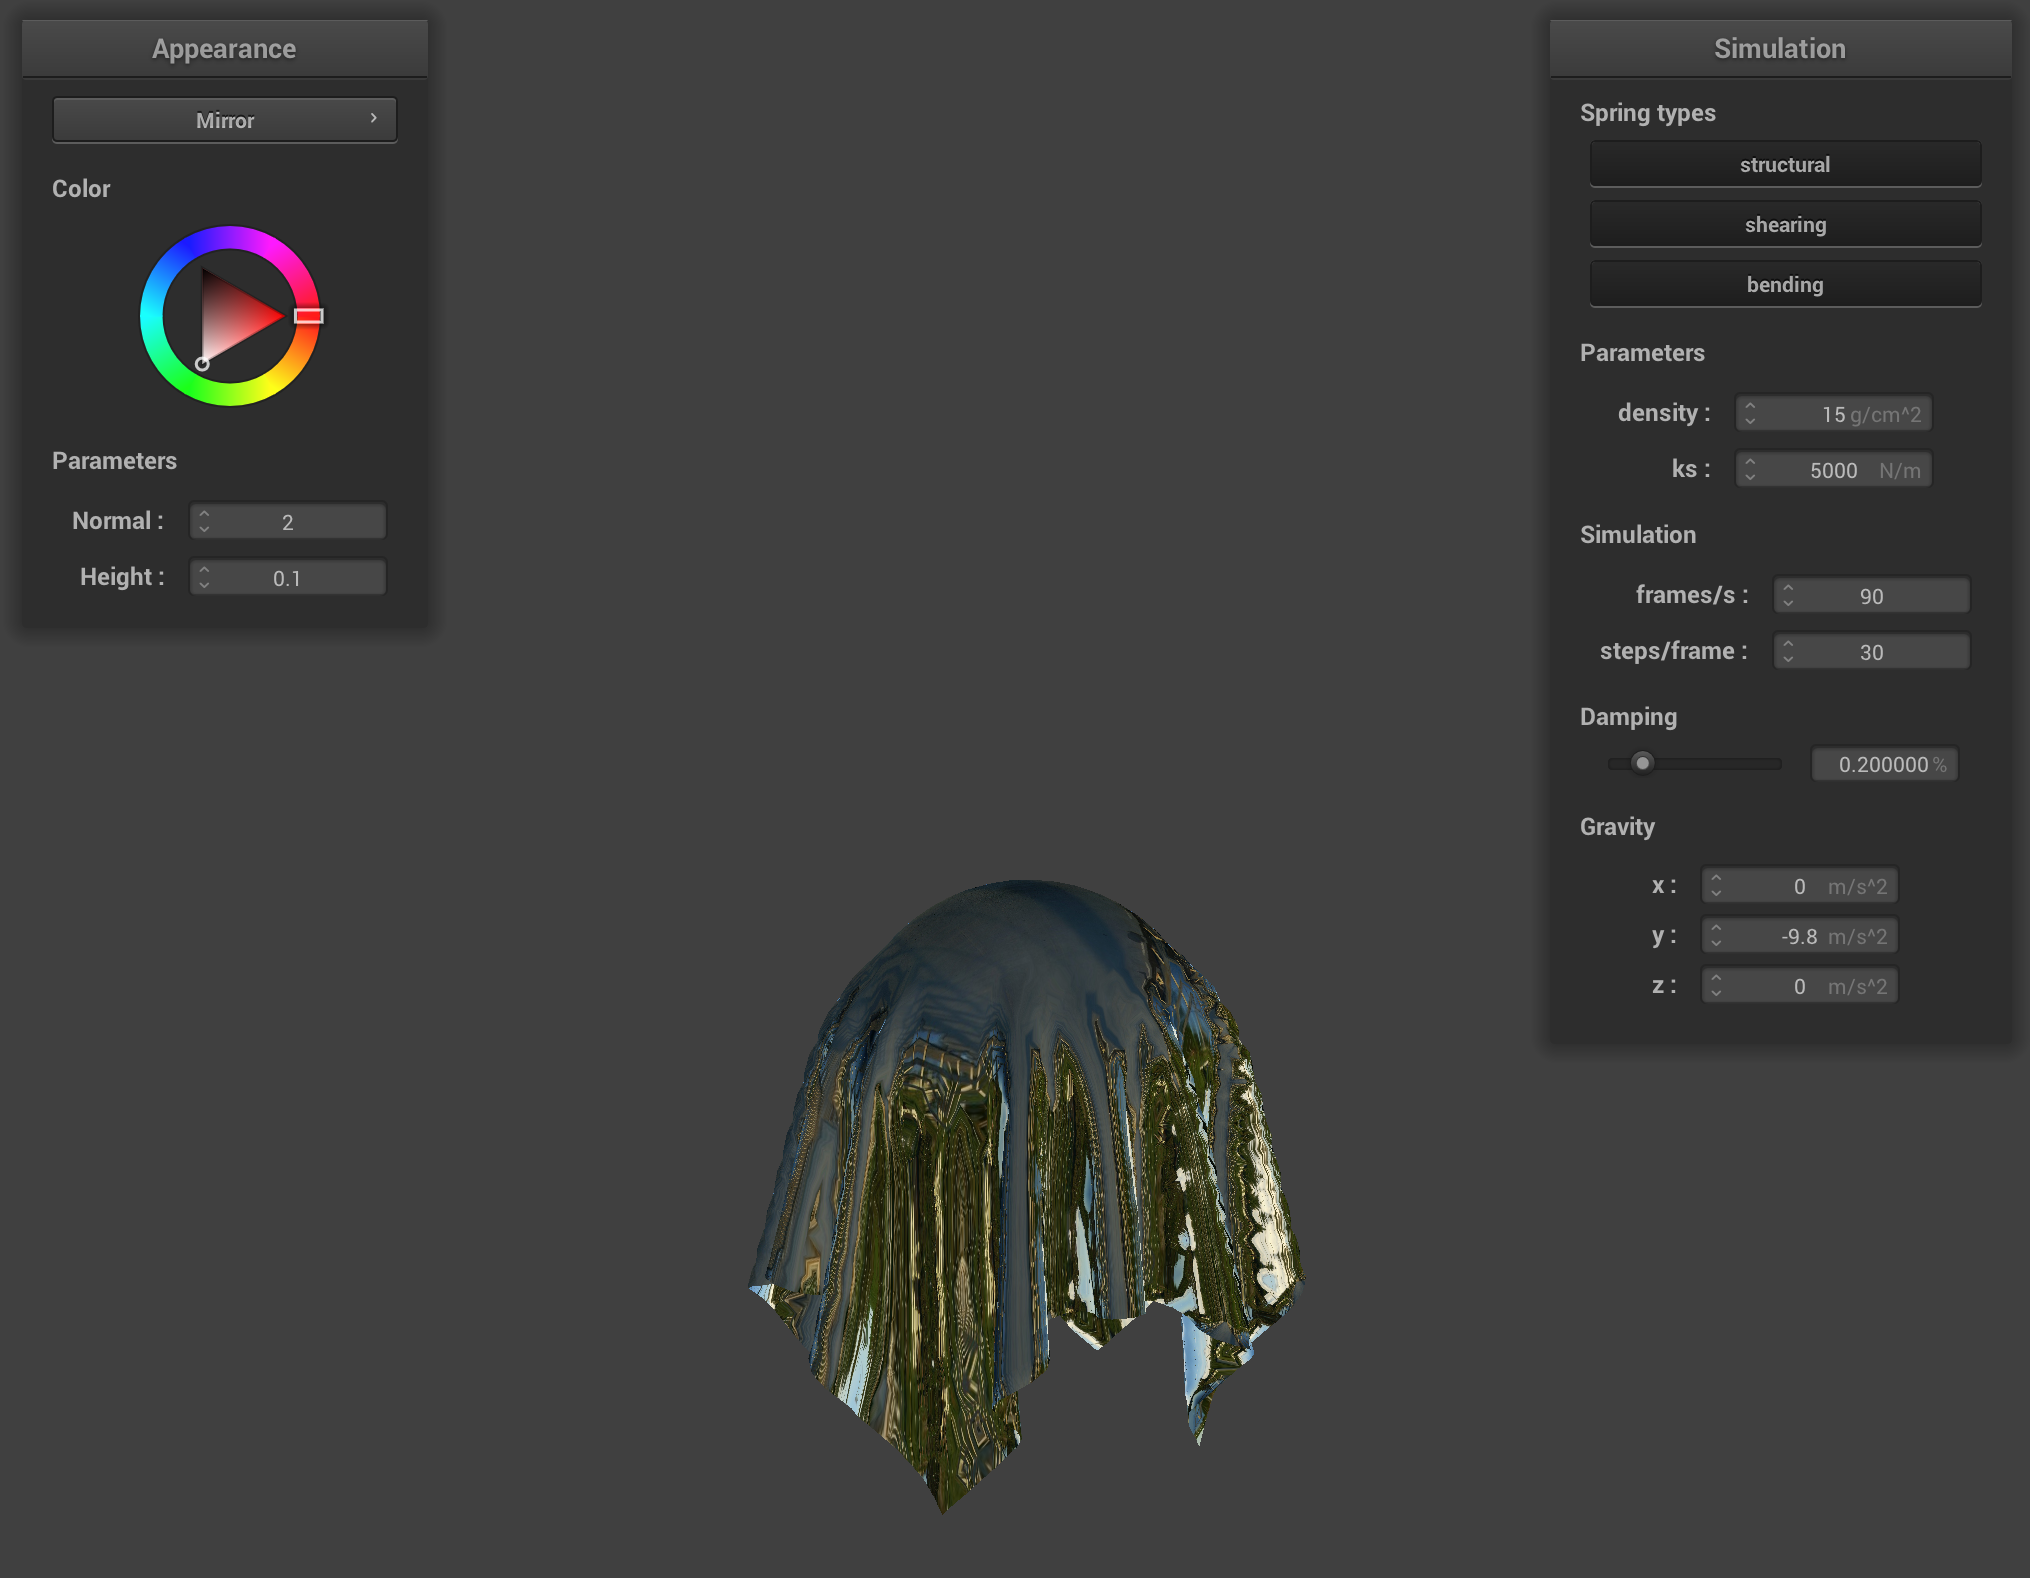 Appearance
Mirror
Color
Parameters
Normal : 2
Height : 0.1
Simulation
Spring types
structural
shearing
bending
Parameters
density : 15 g/cm^2
ks : 5000 N/m
Simulation
frames/s : 90
steps/frame : 30
Damping
0.200000 %
Gravity
x : 0 m/s^2
y : -9.8 m/s^2
z : 0 m/s^2